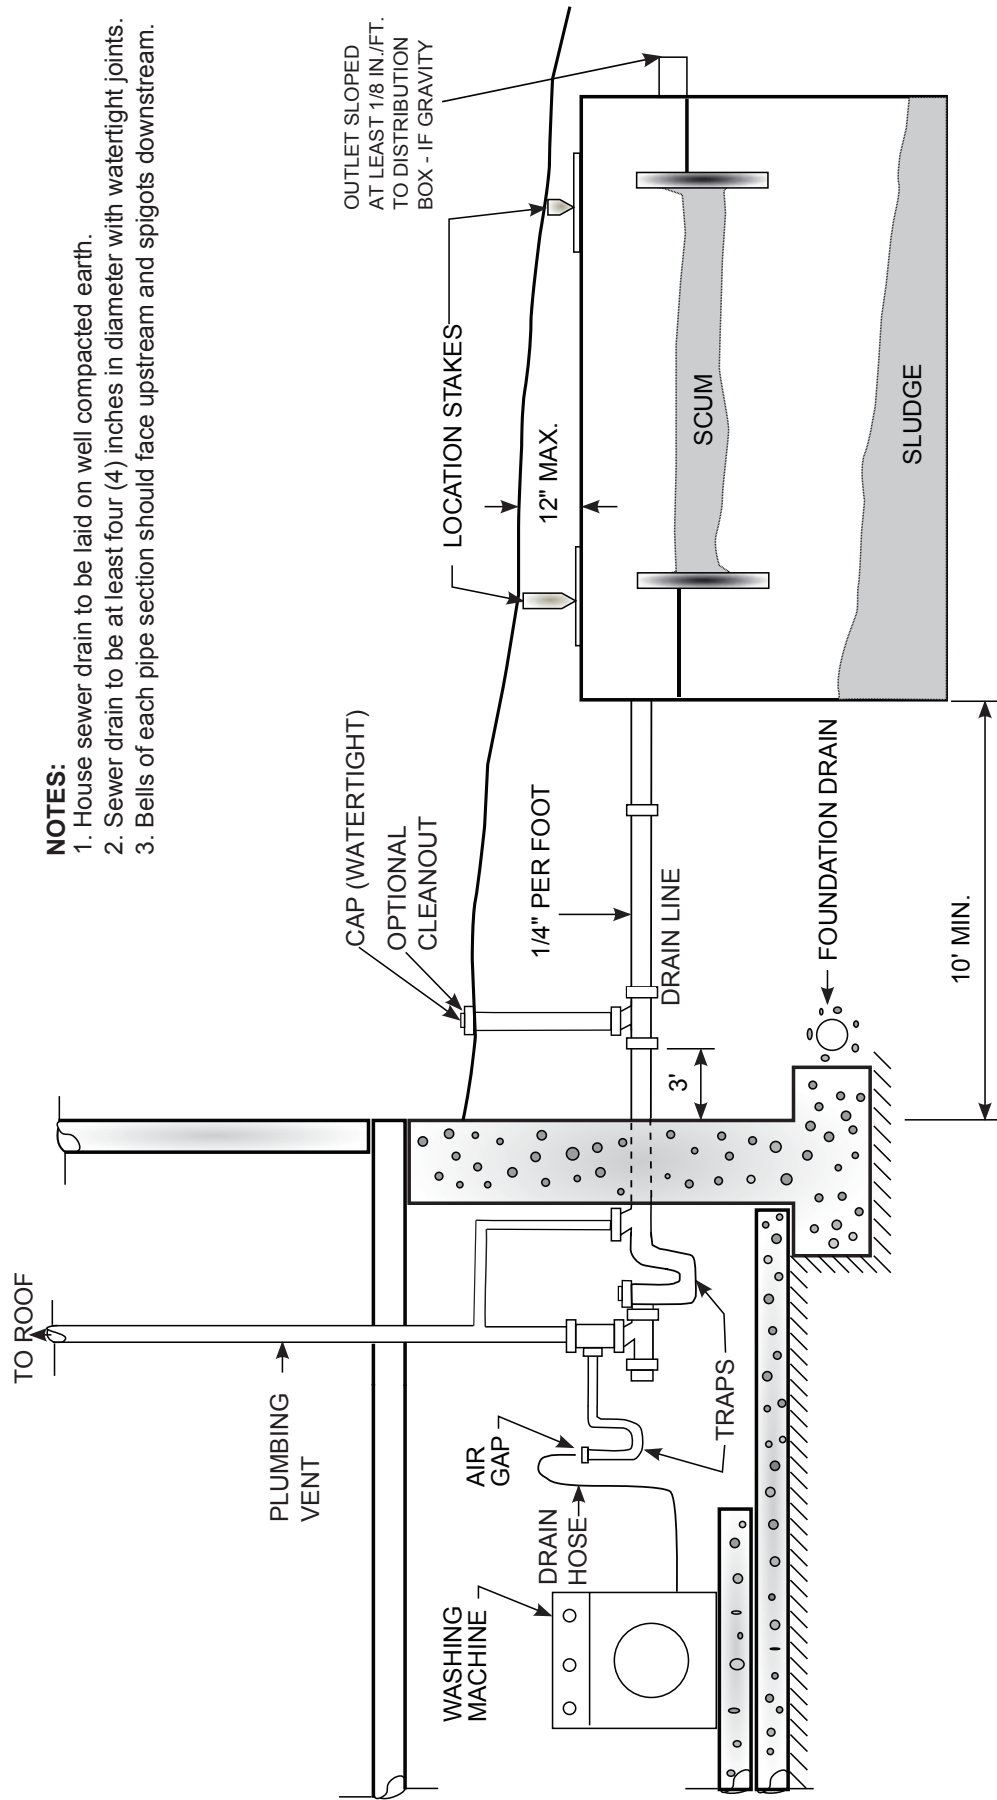 NOTES:
1. House sewer drain to be laid on well compacted earth.
2. Sewer drain to be at least four (4) inches in diameter with watertight joints.
3. Bells of each pipe section should face upstream and spigots downstream.
TO ROOF
PLUMBING
VENT
CAP (WATERTIGHT)
OPTIONAL
CLEANOUT
OUTLET SLOPED
AT LEAST 1/8 IN./FT.
TO DISTRIBUTION
BOX - IF GRAVITY
LOCATION STAKES
WASHING
MACHINE
AIR
GAP
DRAIN
HOSE
1/4" PER FOOT
12" MAX.
DRAIN LINE
3'
SCUM
TRAPS
FOUNDATION DRAIN
SLUDGE
10' MIN.